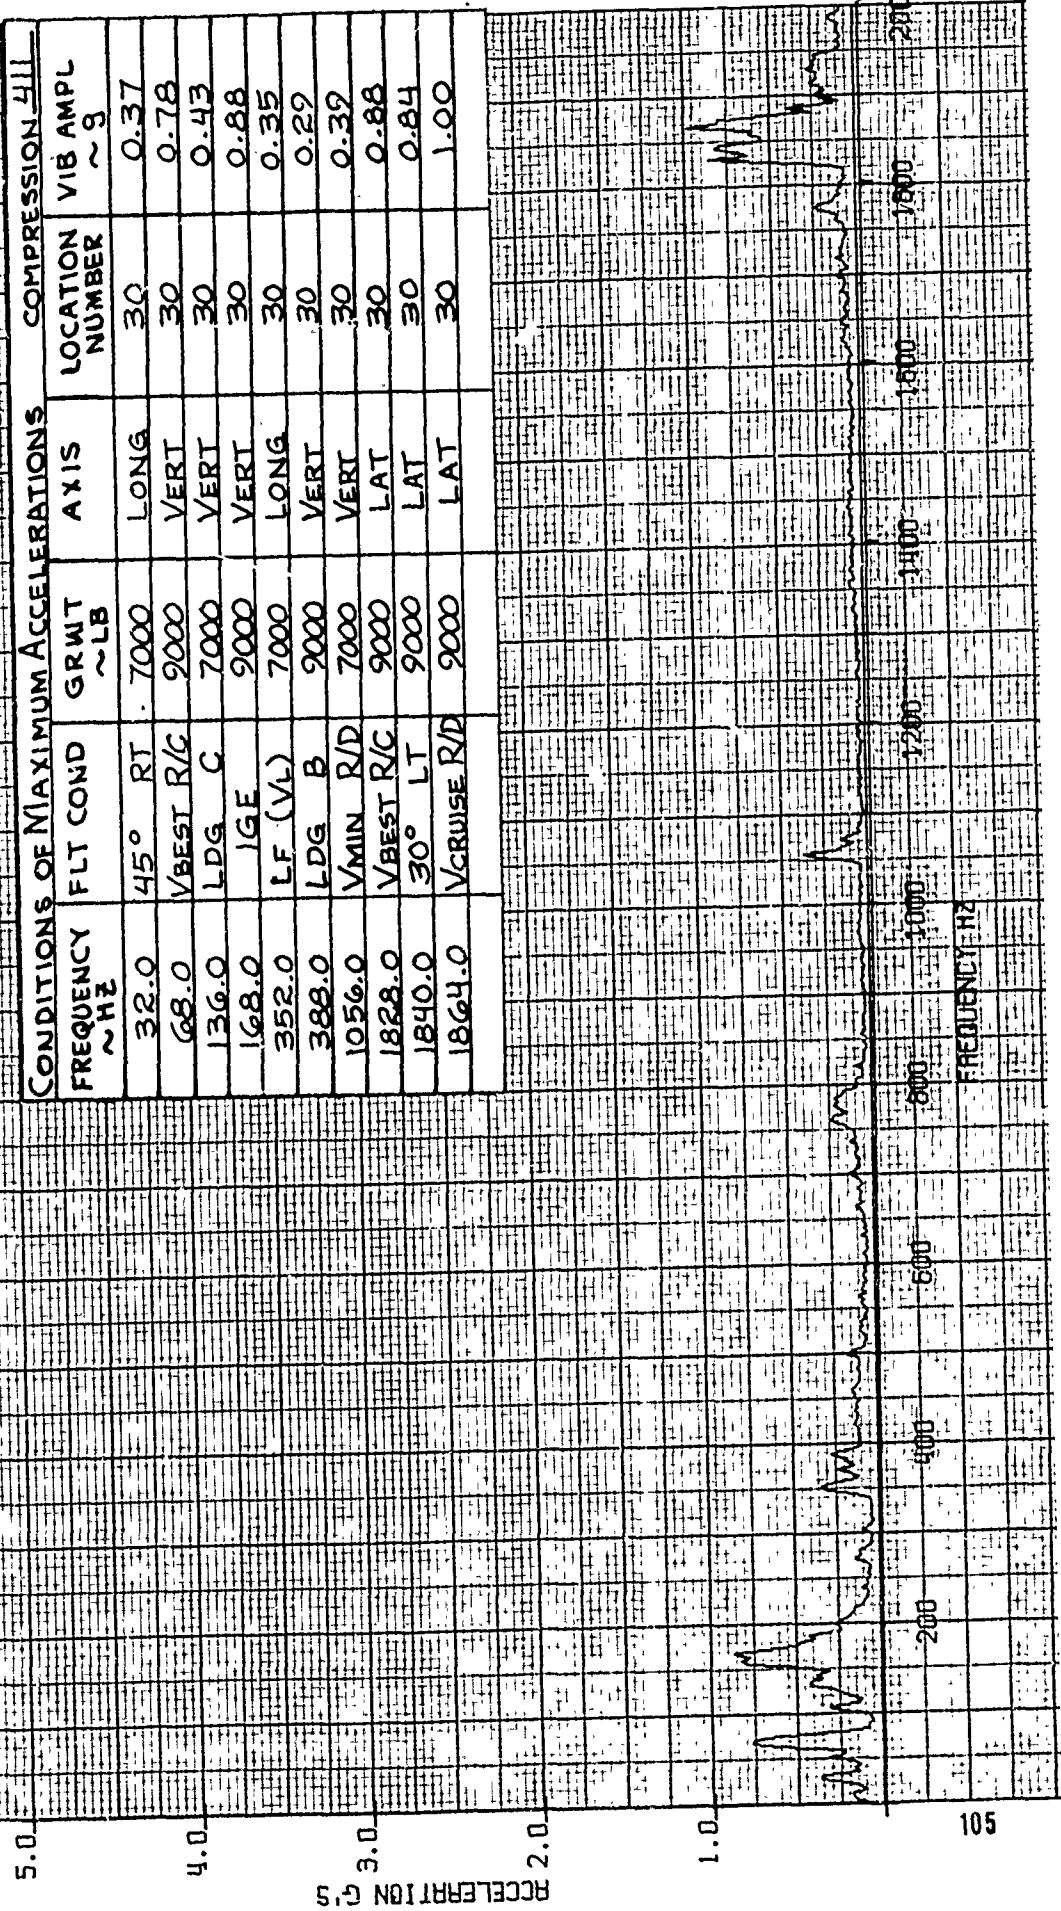 CONDITIONS OF MAXIMUM ACCELERATIONS COMPRESSION 411
FREQUENCY ~HZ FLT COND GRWT ~LB AXIS LOCATION NUMBER VIB AMPL ~g
32.0 45° RT 7000 LONG 30 0.37
68.0 VBEST R/C 9000 VERT 30 0.78
136.0 LDG C 7000 VERT 30 0.43
168.0 IGE 9000 VERT 30 0.88
352.0 LF (VL) 7000 LONG 30 0.35
388.0 LDG B 9000 VERT 30 0.29
1056.0 VMIN R/D 7000 VERT 30 0.39
1828.0 VBEST R/C 9000 LAT 30 0.88
1840.0 30° LT 9000 LAT 30 0.84
1864.0 VCRUISE R/D 9000 LAT 30 1.00
5.0
4.0
3.0
2.0
1.0
ACCELERATION G'S
200 400 600 800 1000 1200 1400 1600 1800 200
FREQUENCY HZ
105